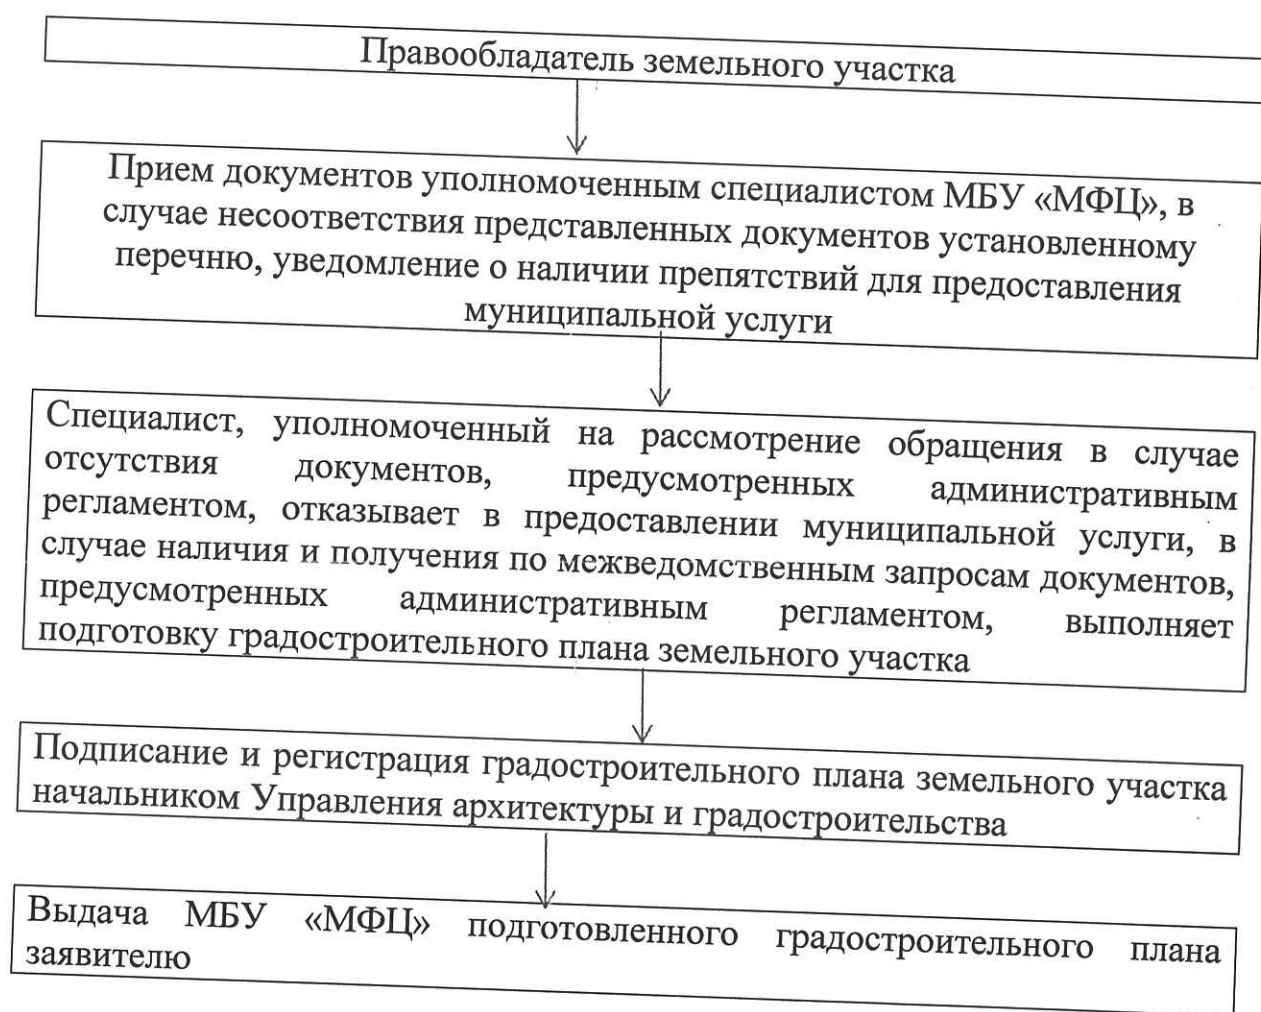 Правообладатель земельного участка
Прием документов уполномоченным специалистом МБУ «МФЦ», в
случае несоответствия представленных документов установленному
перечню, уведомление о наличии препятствий для предоставления
муниципальной услуги
Специалист, уполномоченный на рассмотрение обращения в случае
отсутствия документов, предусмотренных административным
регламентом, отказывает в предоставлении муниципальной услуги, в
случае наличия и получения по межведомственным запросам документов,
предусмотренных административным регламентом, выполняет
подготовку градостроительного плана земельного участка
Подписание и регистрация градостроительного плана земельного участка
начальником Управления архитектуры и градостроительства
Выдача МБУ «МФЦ» подготовленного градостроительного плана
заявителю